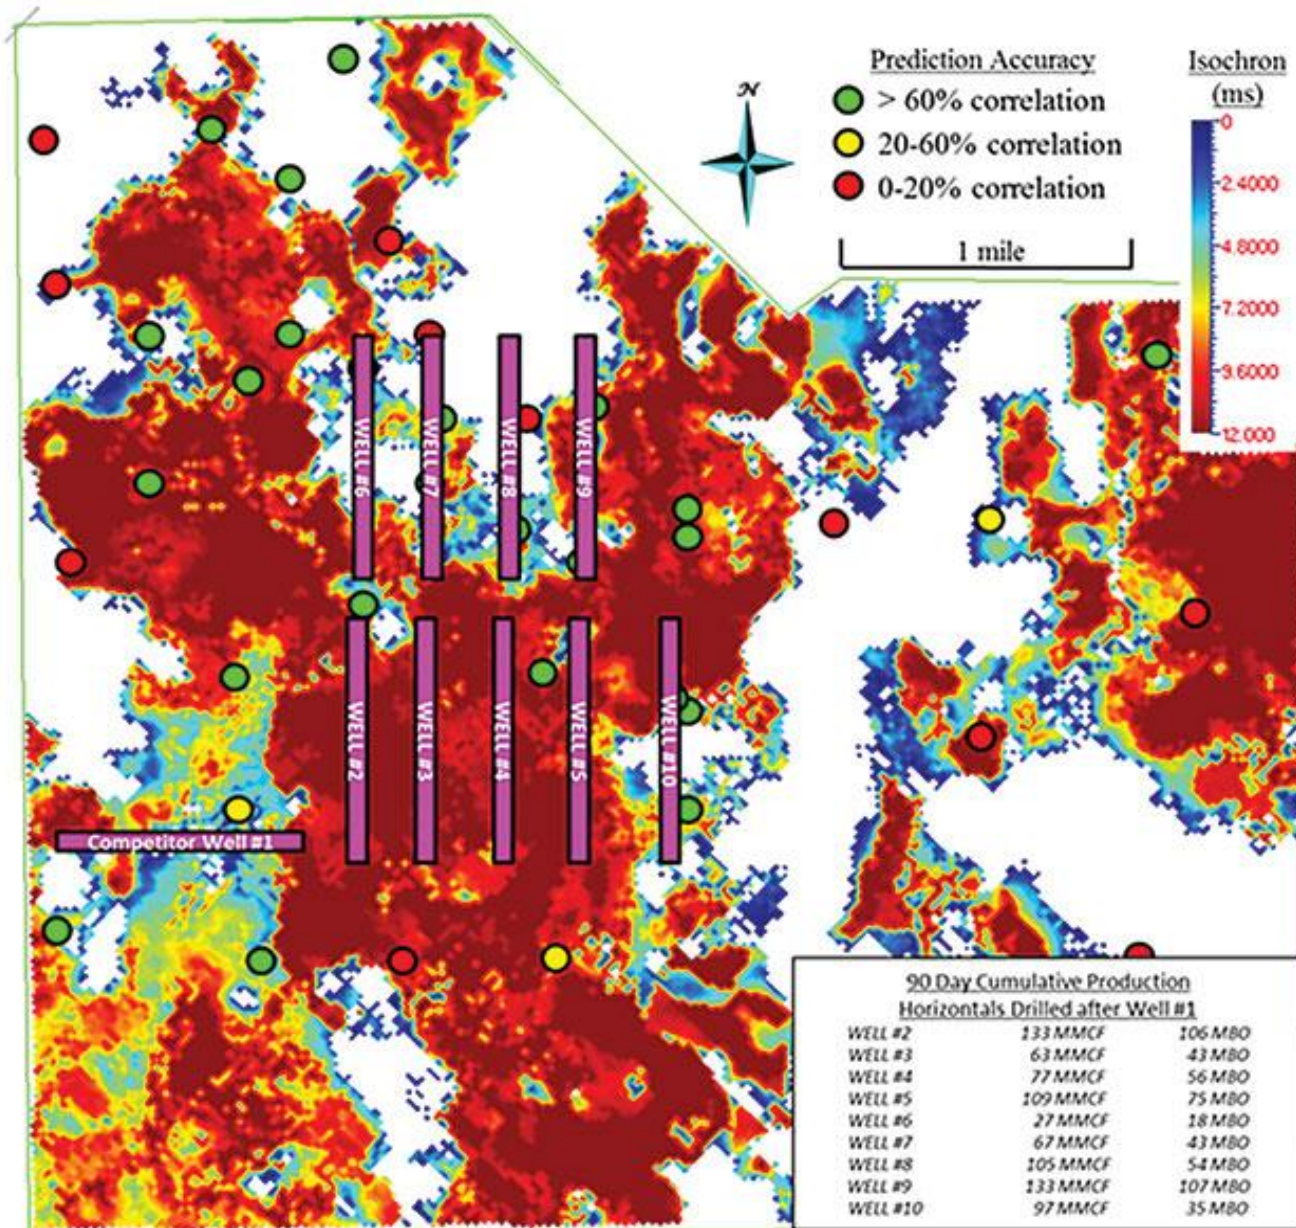 N
Prediction Accuracy
> 60% correlation
20-60% correlation
0-20% correlation
1 mile
Isochron
(ms)
0
2.4000
4.8000
7.2000
9.6000
12.000
WELL #6
WELL #7
WELL #8
WELL #9
WELL #2
WELL #3
WELL #4
WELL #5
WELL #10
Competitor Well #1
90 Day Cumulative Production
Horizontals Drilled after Well #1
WELL #2 133 MMCF 106 MBO
WELL #3 63 MMCF 43 MBO
WELL #4 77 MMCF 56 MBO
WELL #5 109 MMCF 75 MBO
WELL #6 27 MMCF 18 MBO
WELL #7 67 MMCF 43 MBO
WELL #8 105 MMCF 54 MBO
WELL #9 133 MMCF 107 MBO
WELL #10 97 MMCF 35 MBO